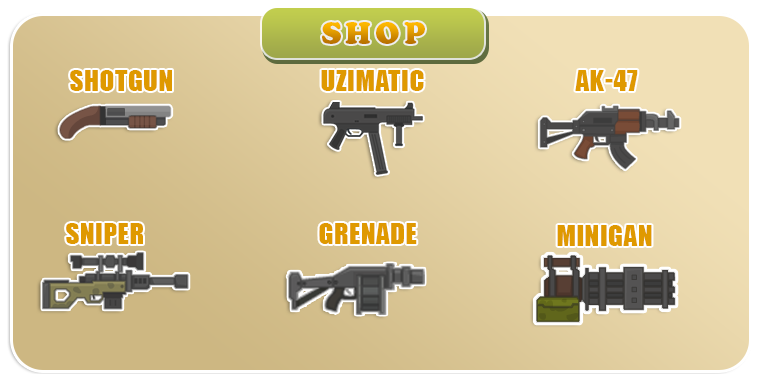 SHOP
SHOTGUN
UZIMATIC
AK-47
SNIPER
GRENADE
MINIGAN